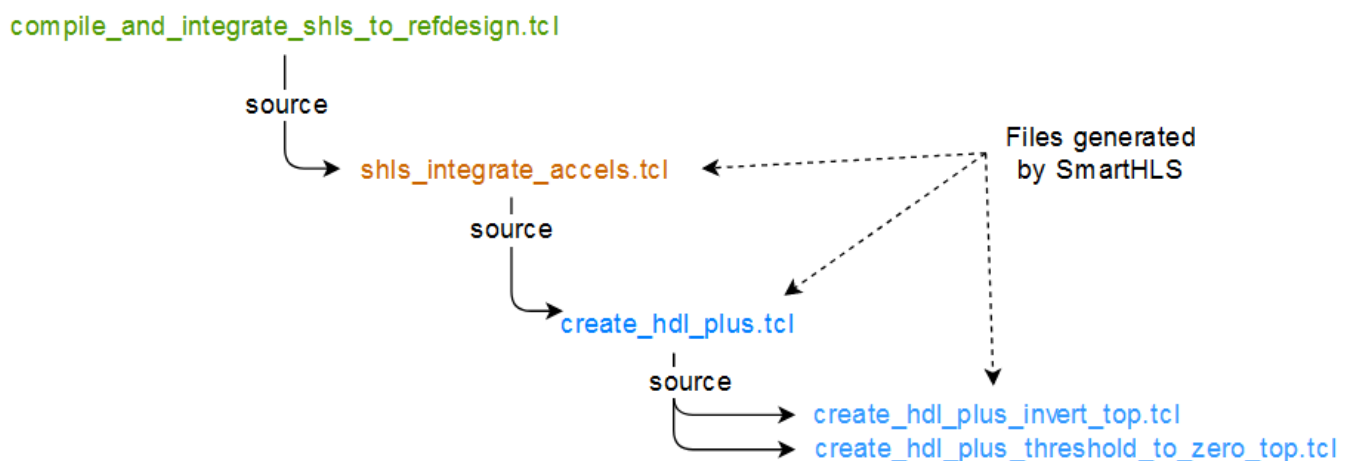 compile_and_integrate_shls_to_refdesign.tcl
source
Files generated
by SmartHLS
shls_integrate_accels.tcl
source
create_hdl_plus.tcl
source
create_hdl_plus_invert_top.tcl
create_hdl_plus_threshold_to_zero_top.tcl